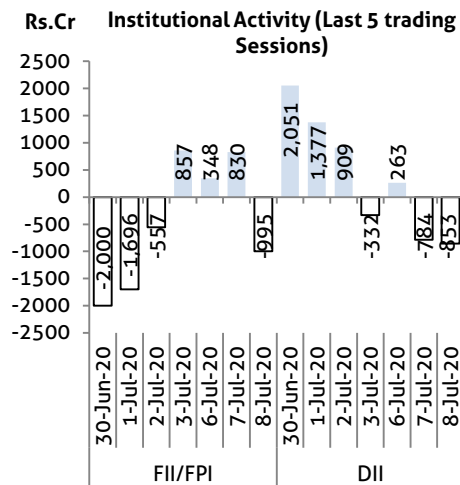 Rs.Cr
Institutional Activity (Last 5 trading
Sessions)
2500
2000
1500
1000
500
0
-500
-1000
-1500
-2000
-2500
-2,000
-1,696
-557
857
348
830
-995
2,051
1,377
909
-332
263
-784
-853
30-Jun-20
1-Jul-20
2-Jul-20
3-Jul-20
6-Jul-20
7-Jul-20
8-Jul-20
30-Jun-20
1-Jul-20
2-Jul-20
3-Jul-20
6-Jul-20
7-Jul-20
8-Jul-20
FII/FPI
DII